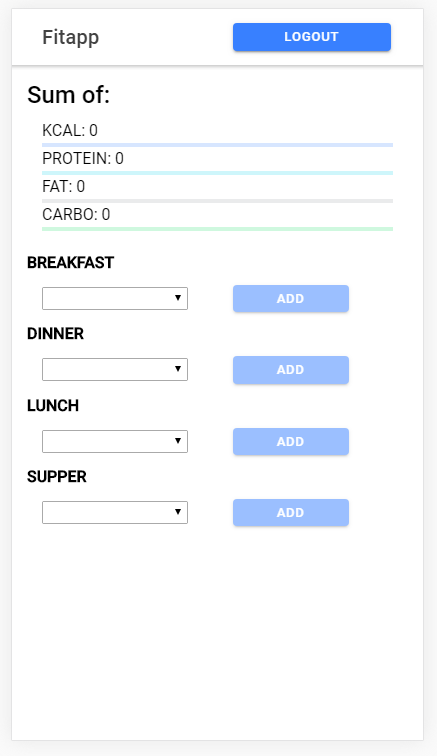 Fitapp LOGOUT
Sum of:
KCAL: 0
PROTEIN: 0
FAT: 0
CARBO: 0
BREAKFAST
ADD
DINNER
ADD
LUNCH
ADD
SUPPER
ADD